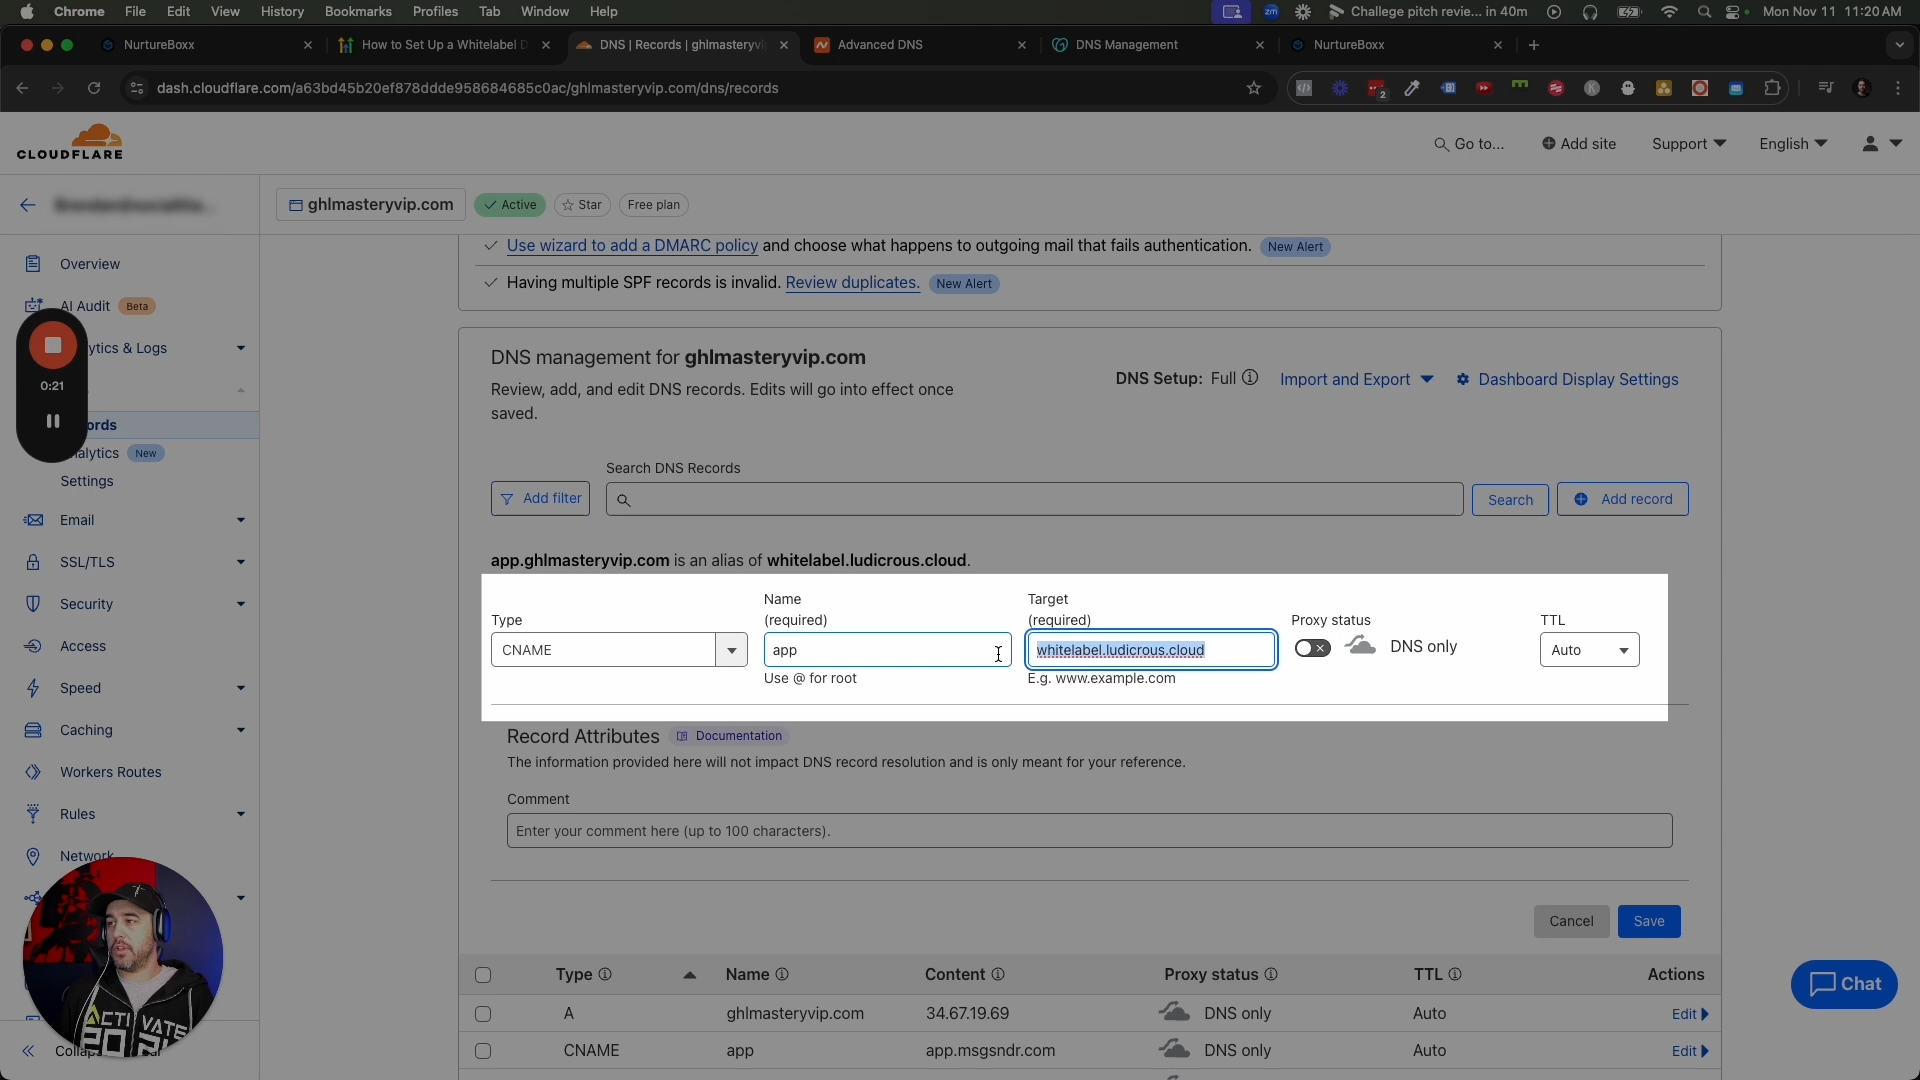 Chrome File Edit View History Bookmarks Profiles Tab Window Help zm Challege pitch revie... in 40m Mon Nov 11 11:20 AM
NurtureBoxx How to Set Up a Whitelabel D DNS | Records | ghlmasteryvi Advanced DNS DNS Management NurtureBoxx
dash.cloudflare.com/a63bd45b20ef878ddde958684685c0ac/ghlmasteryvip.com/dns/records 2 K
CLOUDFLARE Go to... Add site Support English
ghlmasteryvip.com Active Star Free plan
Use wizard to add a DMARC policy and choose what happens to outgoing mail that fails authentication. New Alert
Having multiple SPF records is invalid. Review duplicates. New Alert
Overview
AI Audit Beta
ytics & Logs
0:21
ords
alytics New
Settings
Email
SSL/TLS
Security
Access
Speed
Caching
Workers Routes
Rules
Network
DNS management for ghlmasteryvip.com
Review, add, and edit DNS records. Edits will go into effect once
saved.
DNS Setup: Full Import and Export Dashboard Display Settings
Search DNS Records
Add filter Search Add record
app.ghlmasteryvip.com is an alias of whitelabel.ludicrous.cloud.
Type Name (required) Target (required) Proxy status TTL
CNAME app whitelabel.ludicrous.cloud DNS only Auto
Use @ for root E.g. www.example.com
Record Attributes Documentation
The information provided here will not impact DNS record resolution and is only meant for your reference.
Comment
Enter your comment here (up to 100 characters).
Cancel Save
Type Name Content Proxy status TTL Actions
A ghlmasteryvip.com 34.67.19.69 DNS only Auto Edit
CNAME app app.msgsndr.com DNS only Auto Edit
Chat
ACTIVATE